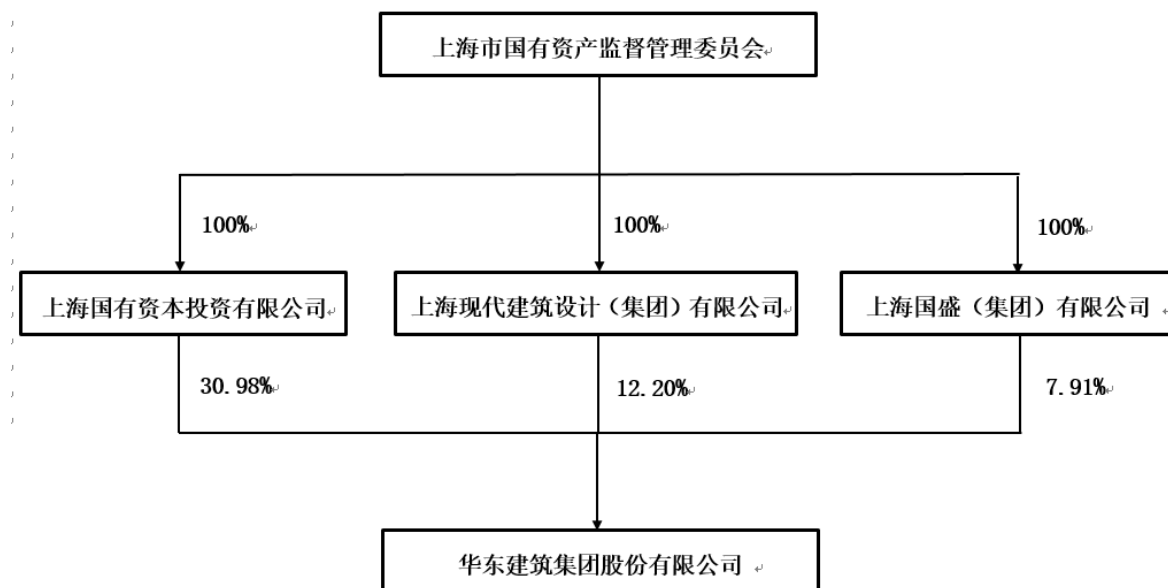 上海市国有资产监督管理委员会
100%
100%
100%
上海国有资本投资有限公司
上海现代建筑设计（集团）有限公司
上海国盛（集团）有限公司
30.98%
12.20%
7.91%
华东建筑集团股份有限公司